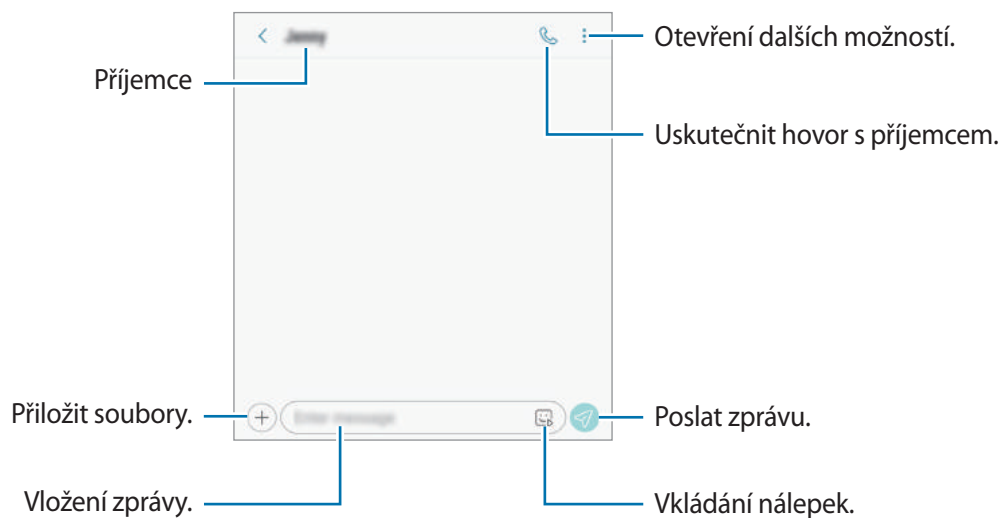 Jenny
Otevření dalších možností.
Příjemce
Uskutečnit hovor s příjemcem.
Přiložit soubory.
Enter message
Poslat zprávu.
Vložení zprávy.
Vkládání nálepek.